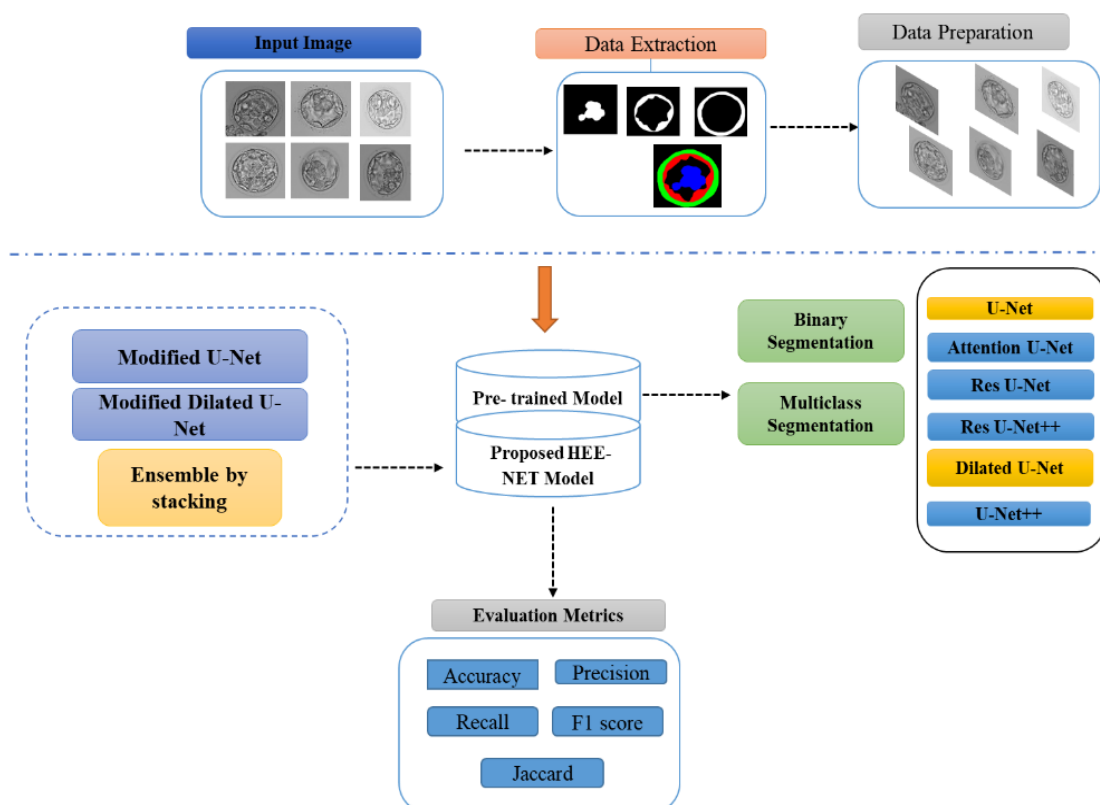 Input Image
Data Extraction
Data Preparation
Modified U-Net
Modified Dilated U-
Net
Ensemble by
stacking
Pre- trained Model
Proposed HEE-
NET Model
Binary
Segmentation
Multiclass
Segmentation
U-Net
Attention U-Net
Res U-Net
Res U-Net++
Dilated U-Net
U-Net++
Evaluation Metrics
Accuracy
Precision
Recall
F1 score
Jaccard